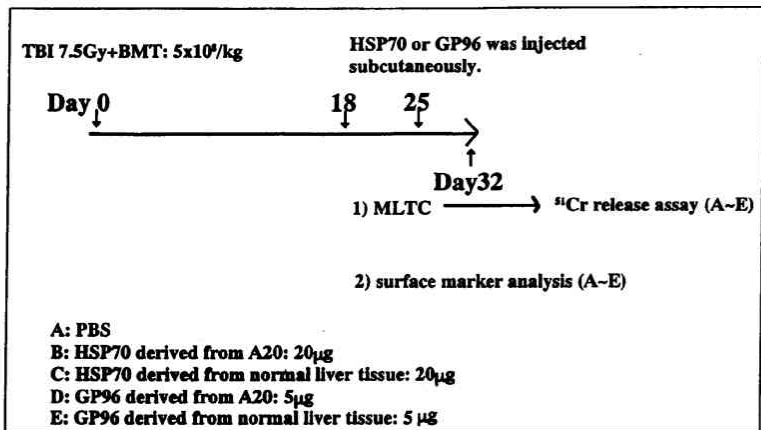 TBI 7.5Gy+BMT: 5x10⁸/kg
HSP70 or GP96 was injected
subcutaneously.
Day 0 18 25
Day32
1) MLTC ⁵¹Cr release assay (A~E)
2) surface marker analysis (A~E)
A: PBS
B: HSP70 derived from A20: 20μg
C: HSP70 derived from normal liver tissue: 20μg
D: GP96 derived from A20: 5μg
E: GP96 derived from normal liver tissue: 5 μg